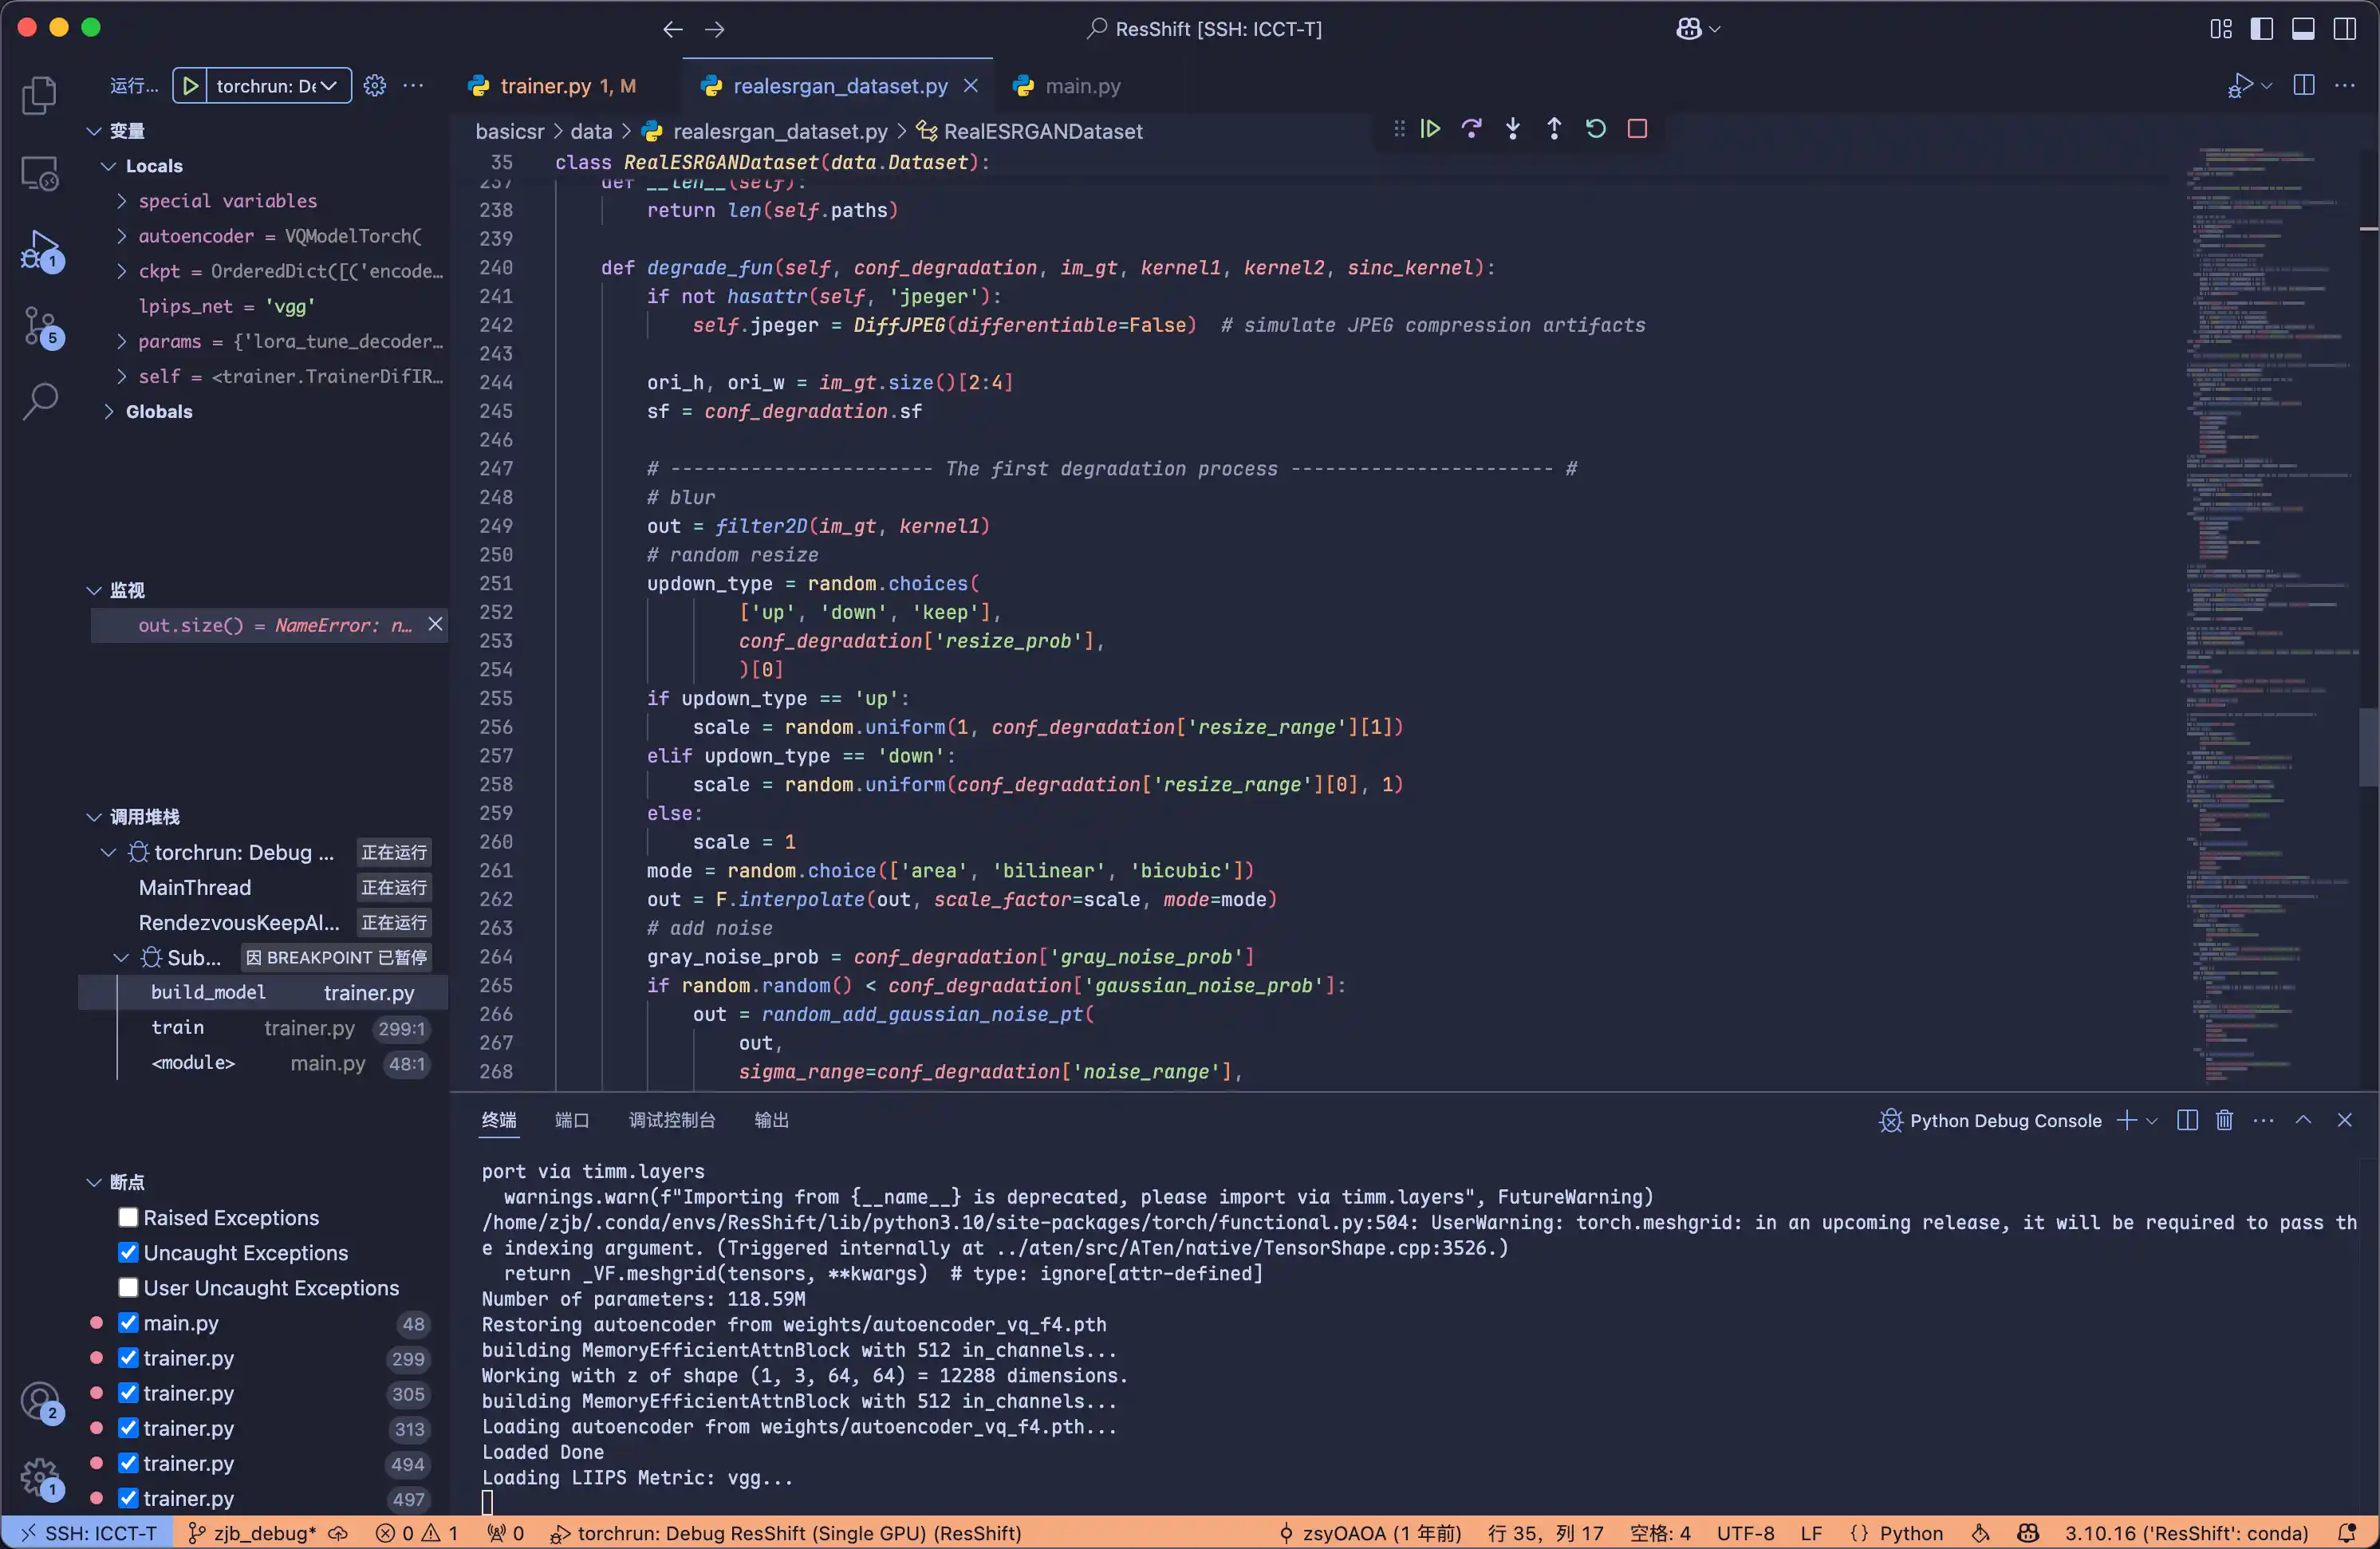 ResShift [SSH: ICCT-T]
运行...
torchrun: De
trainer.py 1, M
realesrgan_dataset.py
main.py
basicsr > data > realesrgan_dataset.py > RealESRGANDataset
变量
Locals
special variables
autoencoder = VQModelTorch(
ckpt = OrderedDict([('encode…
lpips_net = 'vgg'
params = {'lora_tune_decoder…
self = <trainer.TrainerDifIR…
Globals
监视
out.size() = NameError: n…
调用堆栈
torchrun: Debug ... 正在运行
MainThread 正在运行
RendezvousKeepAl... 正在运行
Sub... 因 BREAKPOINT 已暂停
build_model trainer.py
train trainer.py 299:1
<module> main.py 48:1
断点
Raised Exceptions
Uncaught Exceptions
User Uncaught Exceptions
main.py 48
trainer.py 299
trainer.py 305
trainer.py 313
trainer.py 494
trainer.py 497
35 class RealESRGANDataset(data.Dataset):
237 def __len__(self):
238 return len(self.paths)
239
240 def degrade_fun(self, conf_degradation, im_gt, kernel1, kernel2, sinc_kernel):
241 if not hasattr(self, 'jpeger'):
242 self.jpeger = DiffJPEG(differentiable=False)  # simulate JPEG compression artifacts
243
244 ori_h, ori_w = im_gt.size()[2:4]
245 sf = conf_degradation.sf
246
247 # ----------------------- The first degradation process ----------------------- #
248 # blur
249 out = filter2D(im_gt, kernel1)
250 # random resize
251 updown_type = random.choices(
252 ['up', 'down', 'keep'],
253 conf_degradation['resize_prob'],
254 )[0]
255 if updown_type == 'up':
256 scale = random.uniform(1, conf_degradation['resize_range'][1])
257 elif updown_type == 'down':
258 scale = random.uniform(conf_degradation['resize_range'][0], 1)
259 else:
260 scale = 1
261 mode = random.choice(['area', 'bilinear', 'bicubic'])
262 out = F.interpolate(out, scale_factor=scale, mode=mode)
263 # add noise
264 gray_noise_prob = conf_degradation['gray_noise_prob']
265 if random.random() < conf_degradation['gaussian_noise_prob']:
266 out = random_add_gaussian_noise_pt(
267 out,
268 sigma_range=conf_degradation['noise_range'],
终端 端口 调试控制台 输出
Python Debug Console
port via timm.layers
  warnings.warn(f"Importing from {__name__} is deprecated, please import via timm.layers", FutureWarning)
/home/zjb/.conda/envs/ResShift/lib/python3.10/site-packages/torch/functional.py:504: UserWarning: torch.meshgrid: in an upcoming release, it will be required to pass th
e indexing argument. (Triggered internally at ../aten/src/ATen/native/TensorShape.cpp:3526.)
  return _VF.meshgrid(tensors, **kwargs)  # type: ignore[attr-defined]
Number of parameters: 118.59M
Restoring autoencoder from weights/autoencoder_vq_f4.pth
building MemoryEfficientAttnBlock with 512 in_channels...
Working with z of shape (1, 3, 64, 64) = 12288 dimensions.
building MemoryEfficientAttnBlock with 512 in_channels...
Loading autoencoder from weights/autoencoder_vq_f4.pth...
Loaded Done
Loading LIIPS Metric: vgg...
1
5
2
1
SSH: ICCT-T zjb_debug* 0 1 0 torchrun: Debug ResShift (Single GPU) (ResShift) zsyOAOA (1 年前) 行 35，列 17 空格: 4 UTF-8 LF {} Python 3.10.16 ('ResShift': conda)